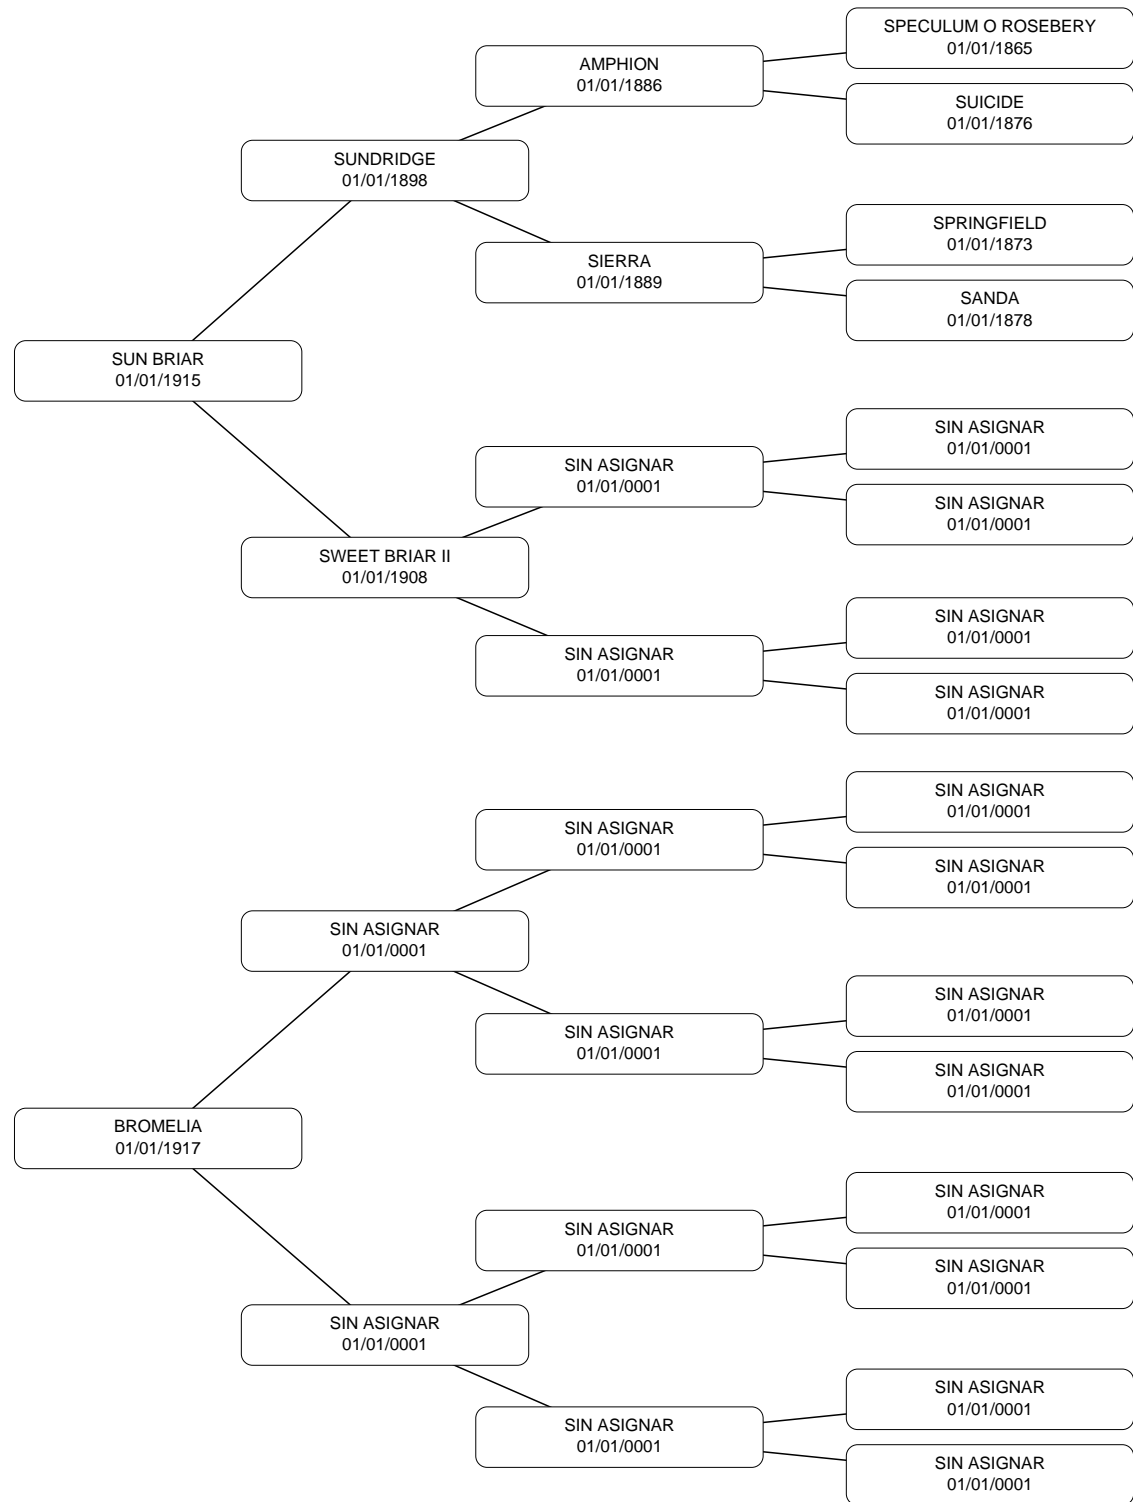 SPECULUM O ROSEBERY
01/01/1865
AMPHION
01/01/1886
SUICIDE
01/01/1876
SUNDRIDGE
01/01/1898
SPRINGFIELD
01/01/1873
SIERRA
01/01/1889
SANDA
01/01/1878
SUN BRIAR
01/01/1915
SIN ASIGNAR
01/01/0001
SIN ASIGNAR
01/01/0001
SIN ASIGNAR
01/01/0001
SWEET BRIAR II
01/01/1908
SIN ASIGNAR
01/01/0001
SIN ASIGNAR
01/01/0001
SIN ASIGNAR
01/01/0001
SIN ASIGNAR
01/01/0001
SIN ASIGNAR
01/01/0001
SIN ASIGNAR
01/01/0001
SIN ASIGNAR
01/01/0001
SIN ASIGNAR
01/01/0001
SIN ASIGNAR
01/01/0001
SIN ASIGNAR
01/01/0001
BROMELIA
01/01/1917
SIN ASIGNAR
01/01/0001
SIN ASIGNAR
01/01/0001
SIN ASIGNAR
01/01/0001
SIN ASIGNAR
01/01/0001
SIN ASIGNAR
01/01/0001
SIN ASIGNAR
01/01/0001
SIN ASIGNAR
01/01/0001